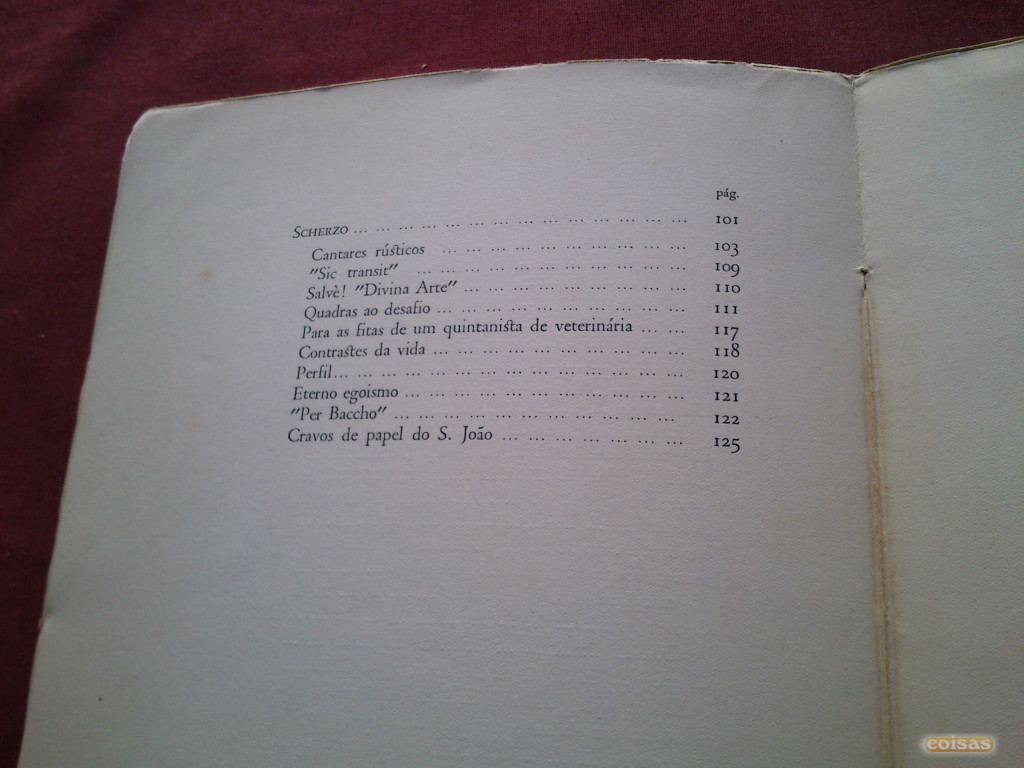 pág.
SCHERZO ... ... ... ... ... ... ... ... ... ... ... ... ... 101
Cantares rústicos ... ... ... ... ... ... ... ... ... 103
"Sic transit" ... ... ... ... ... ... ... ... ... ... 109
Salvè! "Divina Arte" ... ... ... ... ... ... ... ... 110
Quadras ao desafio ... ... ... ... ... ... ... ... ... 111
Para as fitas de um quintanista de veterinária ... ... 117
Contrastes da vida ... ... ... ... ... ... ... ... ... 118
Perfil ... ... ... ... ... ... ... ... ... ... ... ... ... 120
Eterno egoismo ... ... ... ... ... ... ... ... ... ... 121
"Per Baccho" ... ... ... ... ... ... ... ... ... ... 122
Cravos de papel do S. João ... ... ... ... ... ... ... 125
coisas